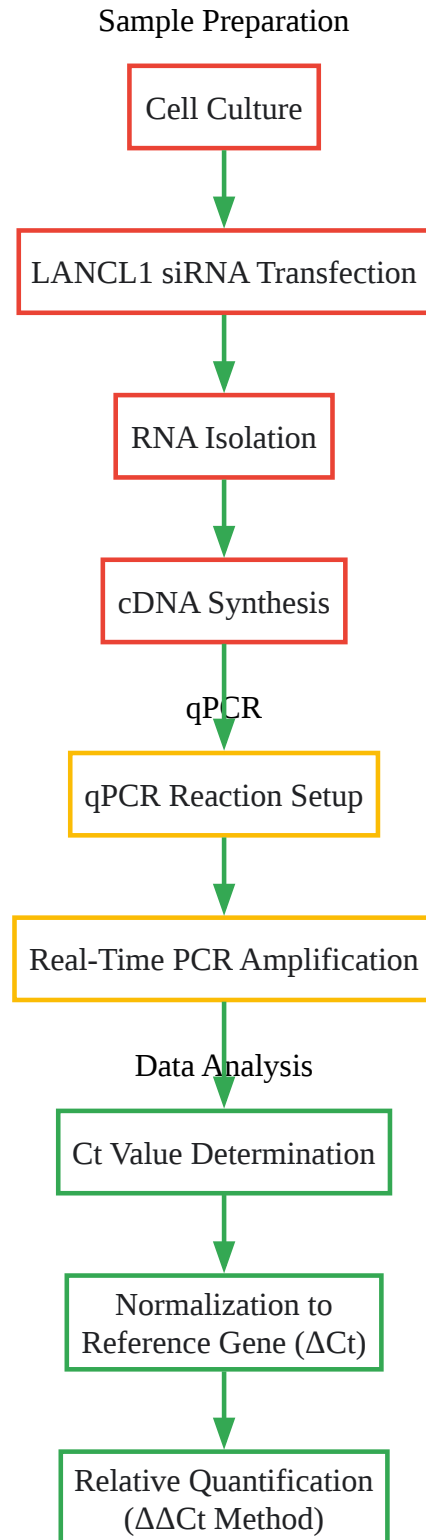 Sample Preparation
Cell Culture
LANCL1 siRNA Transfection
RNA Isolation
cDNA Synthesis
qPCR
qPCR Reaction Setup
Real-Time PCR Amplification
Data Analysis
Ct Value Determination
Normalization to
Reference Gene (ΔCt)
Relative Quantification
(ΔΔCt Method)